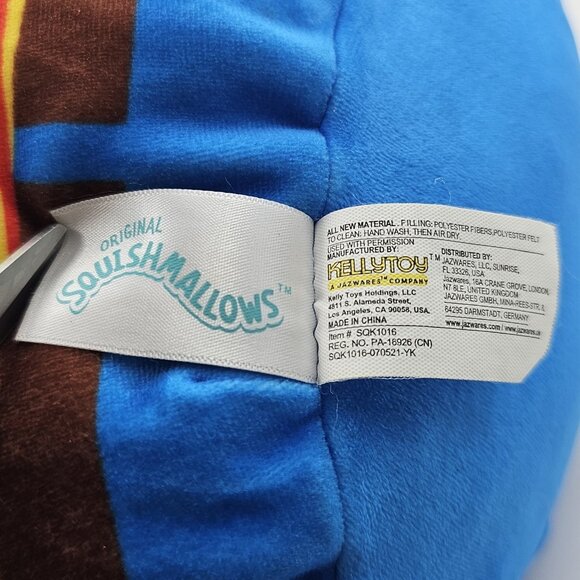 ORIGINAL
SQUISHMALLOWS™
ALL NEW MATERIAL. FILLING: POLYESTER FIBERS, POLYESTER FELT
TO CLEAN: HAND WASH, THEN AIR DRY.
USED WITH PERMISSION
MANUFACTURED BY:
KELLYTOY™
A JAZWARES™ COMPANY
Kelly Toys Holdings, LLC
4811 S. Alameda Street,
Los Angeles, CA 90058, USA.
MADE IN CHINA
Item # SQK1016
REG. NO. PA-16926 (CN)
SQK1016-070521-YK
DISTRIBUTED BY:
JAZWARES, LLC, SUNRISE,
FL 33326, USA
Jazwares, 16A CRANE GROVE, LONDON,
N7 8LE, UNITED KINGDOM
JAZWARES GMBH, MINA-REES-STR. 8,
64295 DARMSTADT, GERMANY
www.jazwares.com